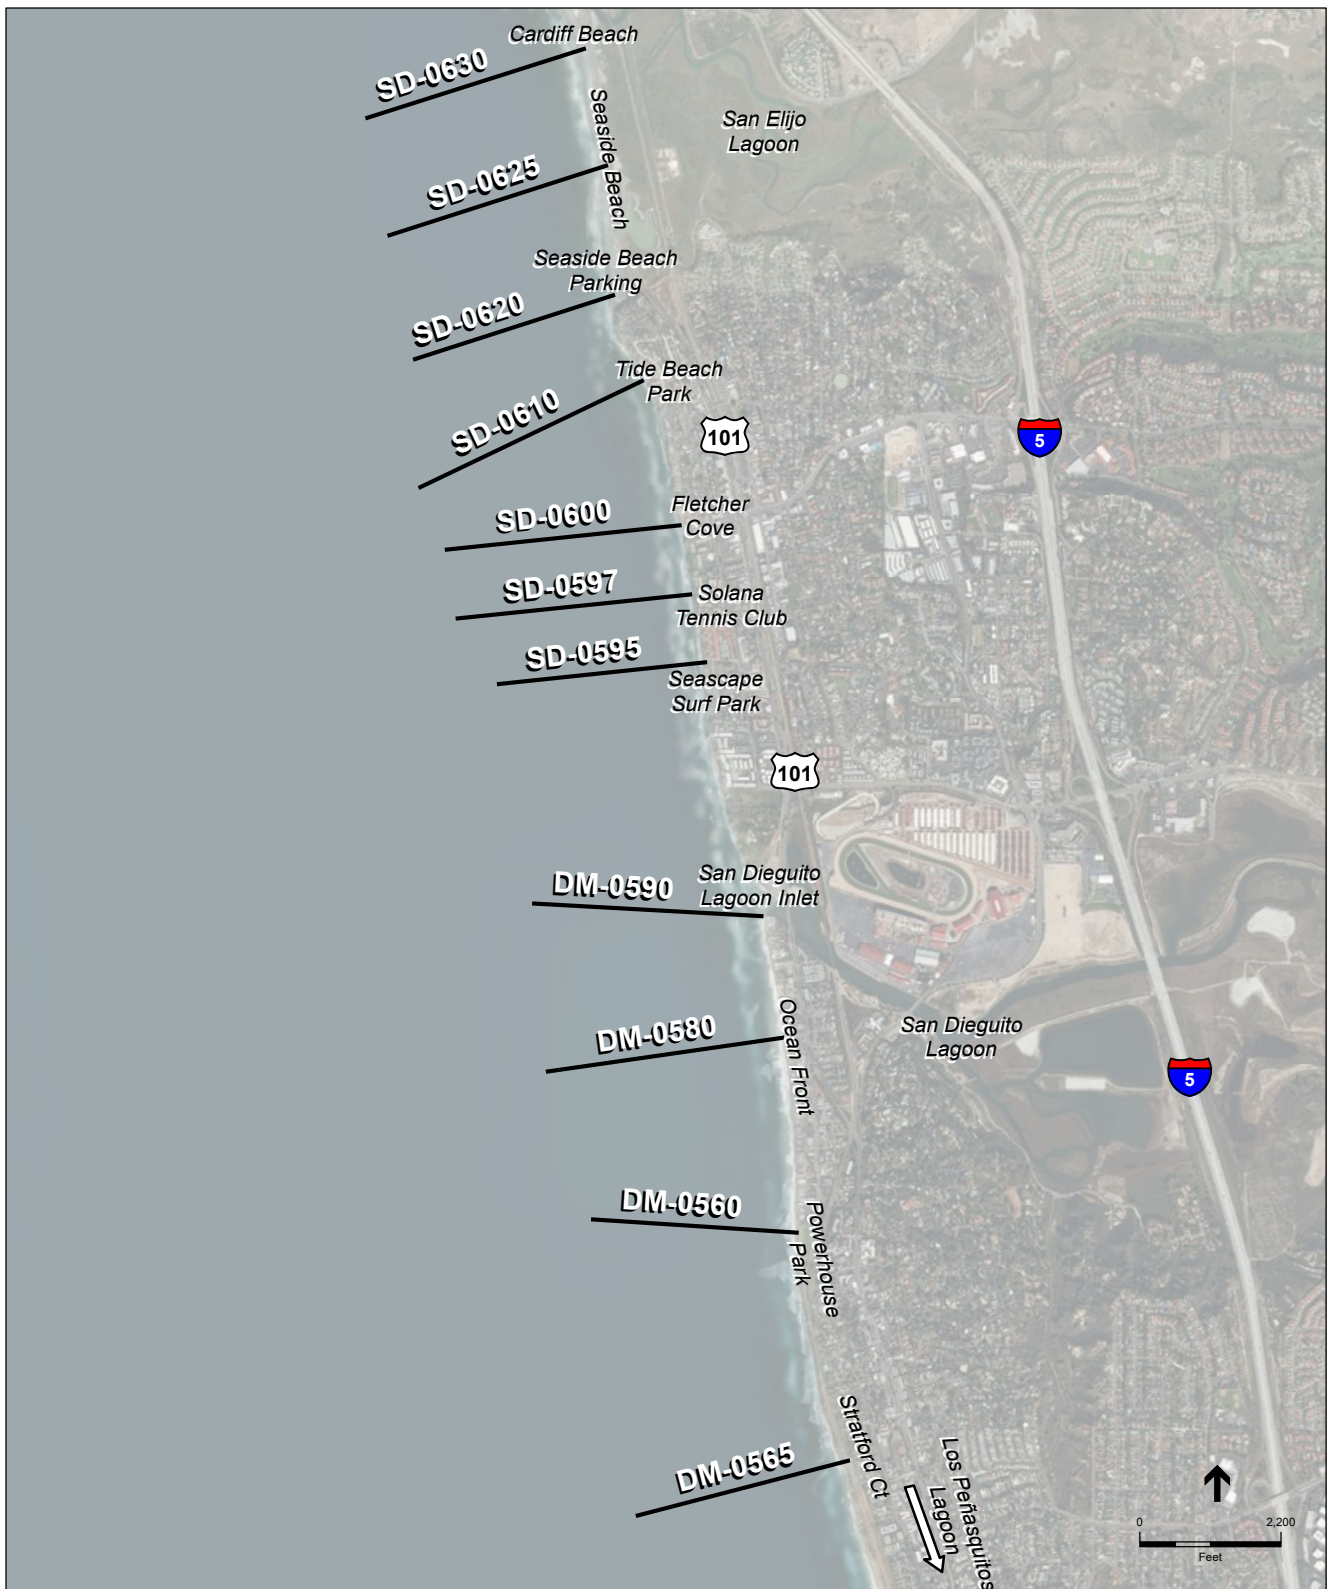 Cardiff Beach
SD-0630
Seaside Beach
San Elijo
Lagoon
SD-0625
Seaside Beach
Parking
SD-0620
Tide Beach
Park
SD-0610
101
5
Fletcher
Cove
SD-0600
SD-0597
Solana
Tennis Club
SD-0595
Seascape
Surf Park
101
San Dieguito
Lagoon Inlet
DM-0590
Ocean Front
DM-0580
San Dieguito
Lagoon
5
DM-0560
Powerhouse
Park
Stratford Ct
DM-0565
Los Peñasquitos
Lagoon
0 2,200
Feet